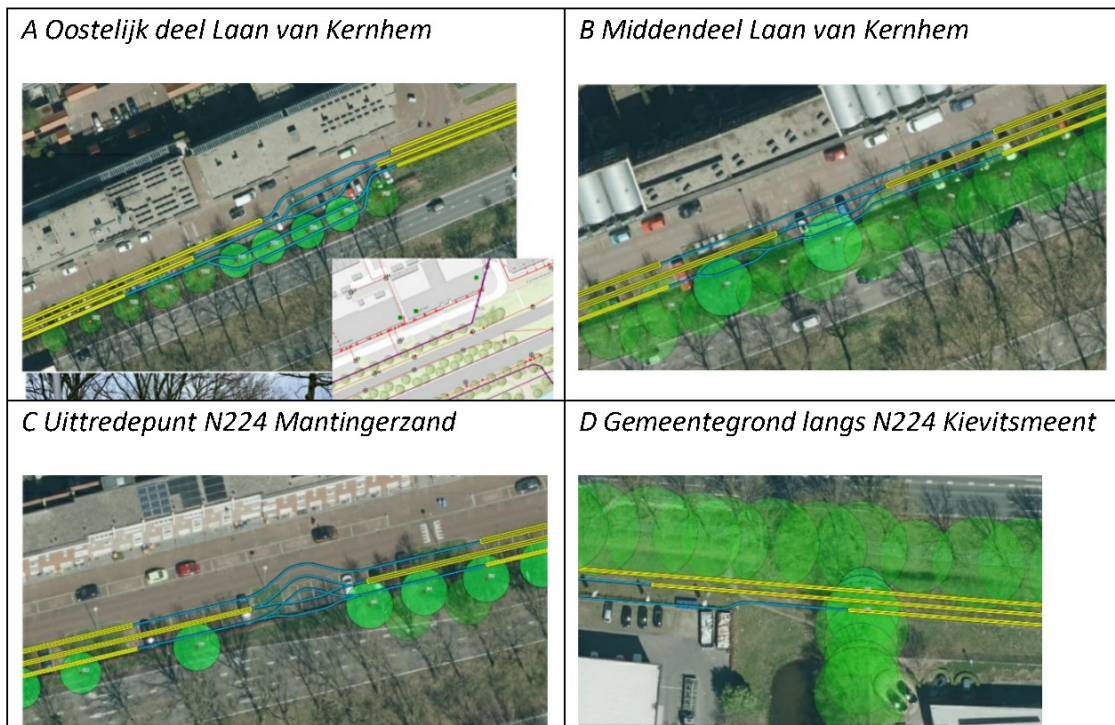 A Oostelijk deel Laan van Kernhem
B Middendeel Laan van Kernhem
C Uittredepunt N224 Mantingerzand
D Gemeentegrond langs N224 Kievitsmeent